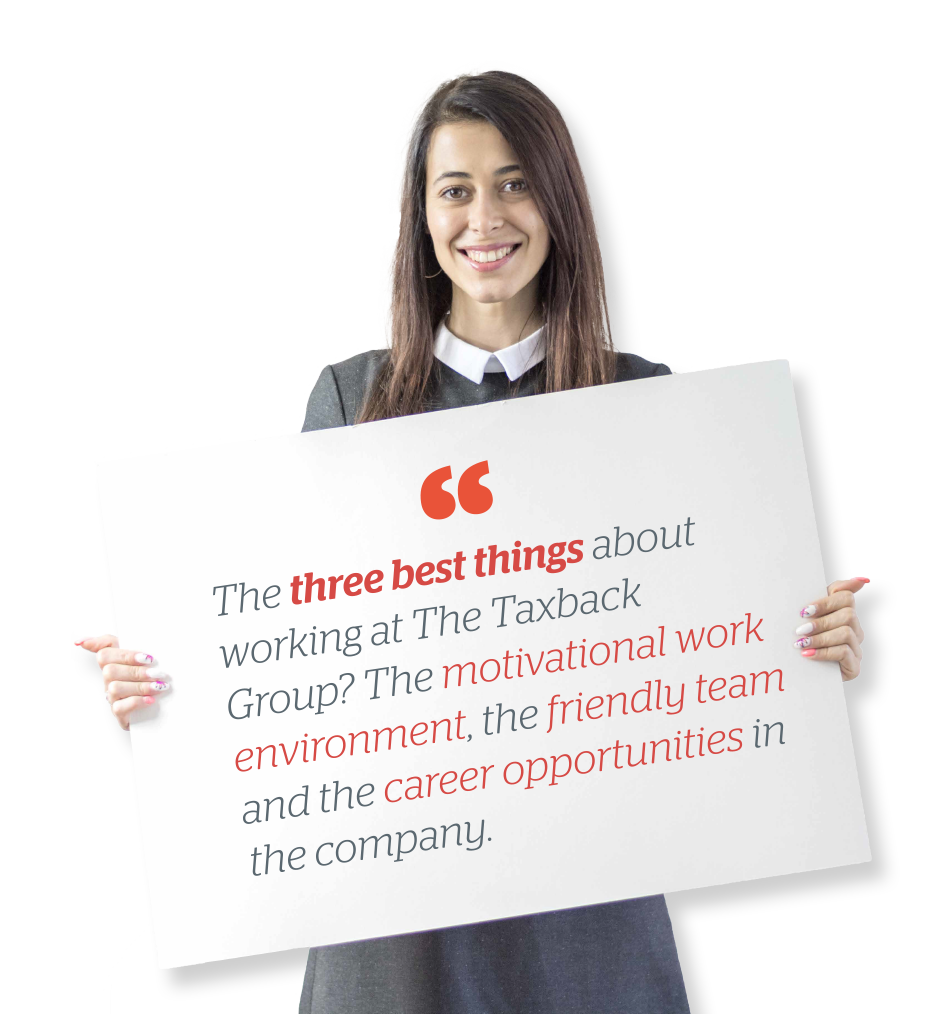 “
The three best things about
working at The Taxback
Group? The motivational work
environment, the friendly team
and the career opportunities in
the company.